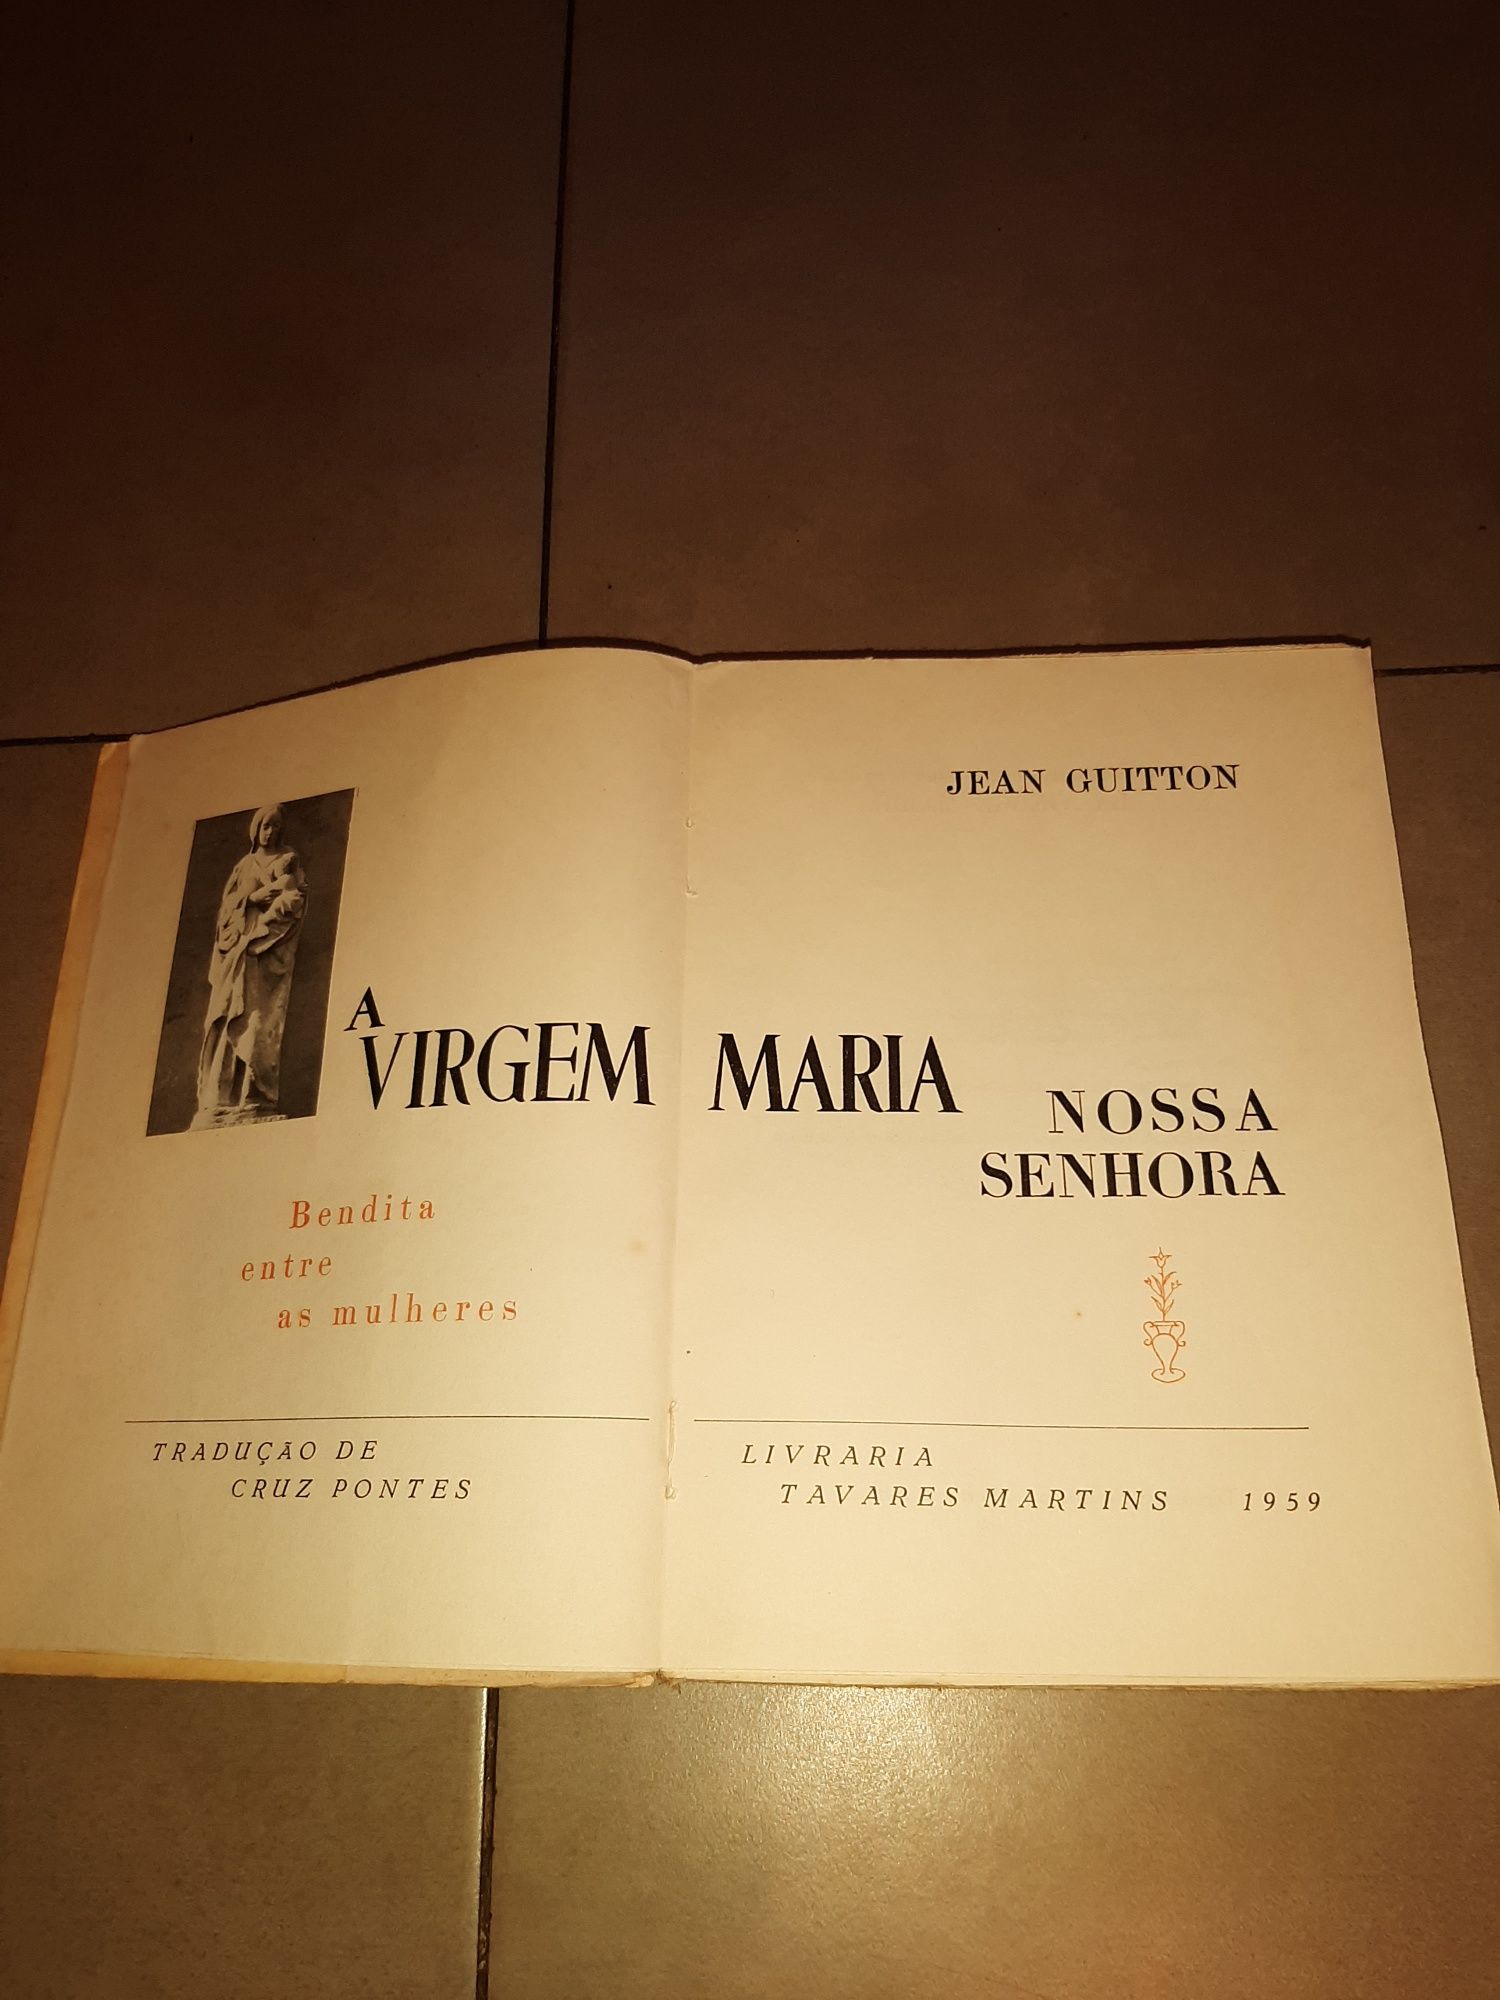 JEAN GUITTON
A
VIRGEM MARIA
NOSSA
SENHORA
Bendita
entre
as mulheres
TRADUÇÃO DE
CRUZ PONTES
LIVRARIA
TAVARES MARTINS 1959